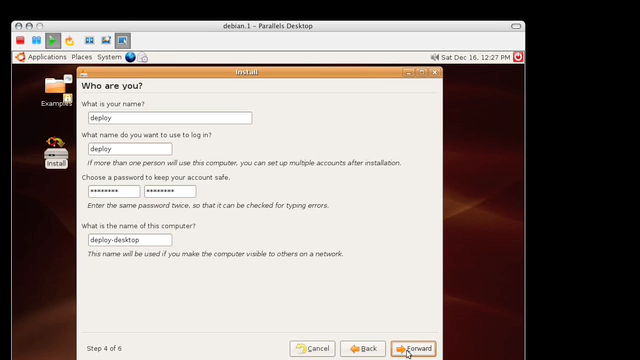 debian.1 – Parallels Desktop
Applications Places System Sat Dec 16, 12:27 PM
Install
Who are you?
Examples
What is your name?
deploy
What name do you want to use to log in?
deploy
Install
If more than one person will use this computer, you can set up multiple accounts after installation.
Choose a password to keep your account safe.
******** ********
Enter the same password twice, so that it can be checked for typing errors.
What is the name of this computer?
deploy-desktop
This name will be used if you make the computer visible to others on a network.
Step 4 of 6 Cancel Back Forward